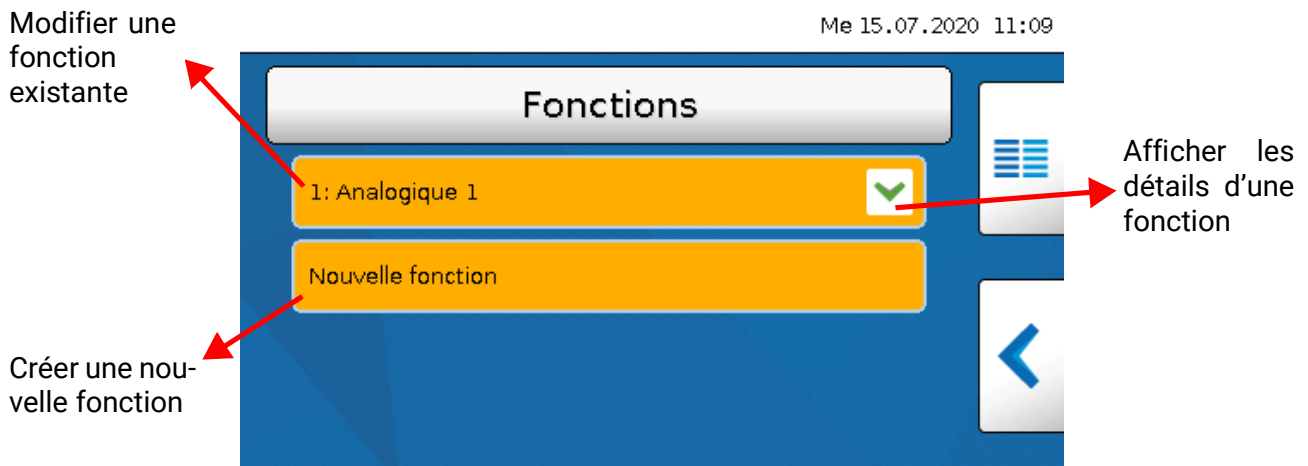 Modifier une
fonction
existante
Me 15.07.2020 11:09
Fonctions
1: Analogique 1
Afficher les
détails d’une
fonction
Nouvelle fonction
Créer une nou-
velle fonction